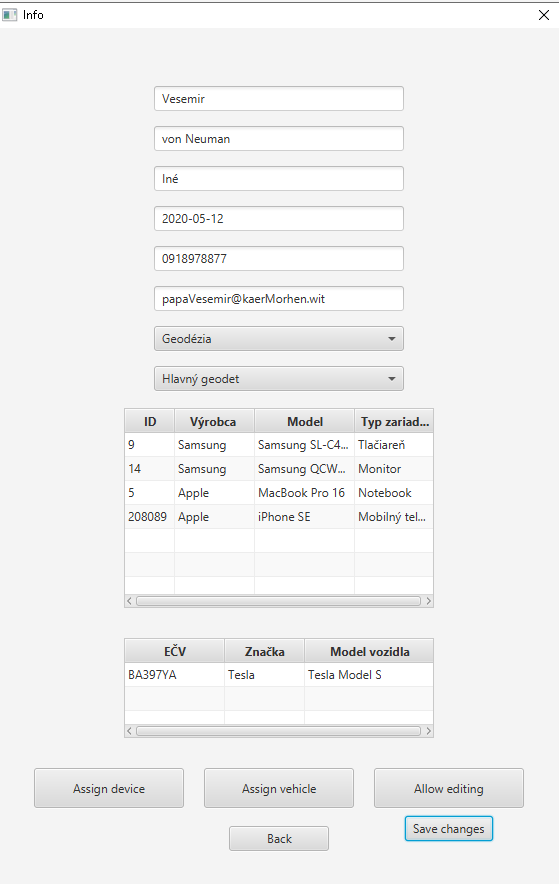 Info
Vesemir
von Neuman
Iné
2020-05-12
0918978877
papaVesemir@kaerMorhen.wit
Geodézia
Hlavný geodet
ID Výrobca Model Typ zariad...
9 Samsung Samsung SL-C4... Tlačiareň
14 Samsung Samsung QCW... Monitor
5 Apple MacBook Pro 16 Notebook
208089 Apple iPhone SE Mobilný tel...
EČV Značka Model vozidla
BA397YA Tesla Tesla Model S
Assign device Assign vehicle Allow editing
Save changes
Back